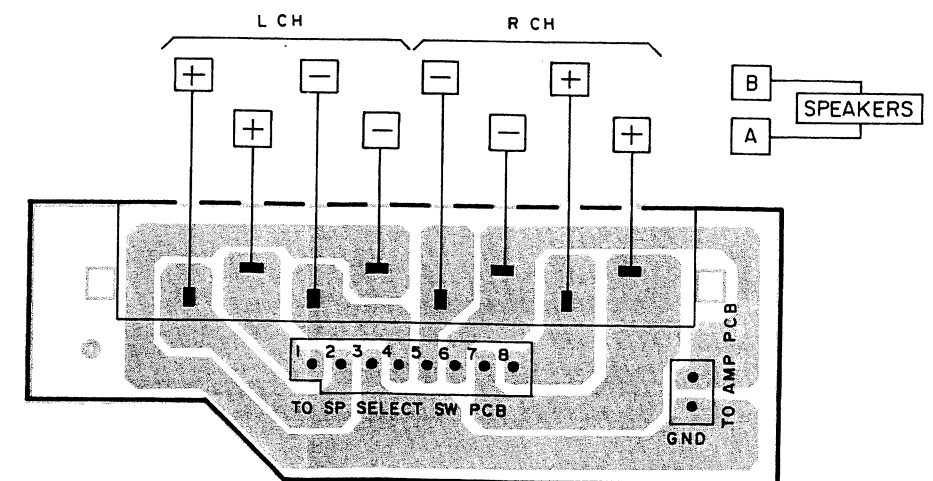 L CH R CH
+ − − + B
SPEAKERS
+ − − + A
1 2 3 4 5 6 7 8
TO SP SELECT SW PCB
TO AMP PCB
GND